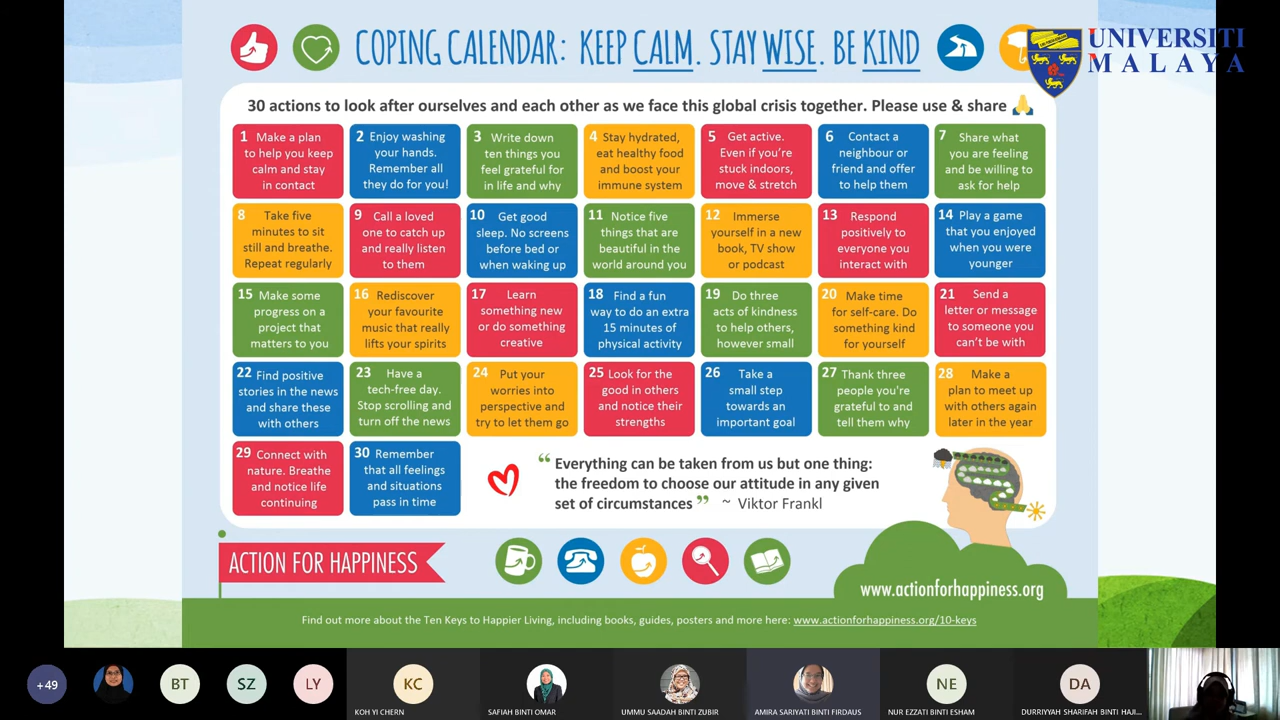 COPING CALENDAR: KEEP CALM. STAY WISE. BE KIND
UNIVERSITI
MALAYA
30 actions to look after ourselves and each other as we face this global crisis together. Please use & share
1 Make a plan
to help you keep
calm and stay
in contact
2 Enjoy washing
your hands.
Remember all
they do for you!
3 Write down
ten things you
feel grateful for
in life and why
4 Stay hydrated,
eat healthy food
and boost your
immune system
5 Get active.
Even if you're
stuck indoors,
move & stretch
6 Contact a
neighbour or
friend and offer
to help them
7 Share what
you are feeling
and be willing to
ask for help
8 Take five
minutes to sit
still and breathe.
Repeat regularly
9 Call a loved
one to catch up
and really listen
to them
10 Get good
sleep. No screens
before bed or
when waking up
11 Notice five
things that are
beautiful in the
world around you
12 Immerse
yourself in a new
book, TV show
or podcast
13 Respond
positively to
everyone you
interact with
14 Play a game
that you enjoyed
when you were
younger
15 Make some
progress on a
project that
matters to you
16 Rediscover
your favourite
music that really
lifts your spirits
17 Learn
something new
or do something
creative
18 Find a fun
way to do an extra
15 minutes of
physical activity
19 Do three
acts of kindness
to help others,
however small
20 Make time
for self-care. Do
something kind
for yourself
21 Send a
letter or message
to someone you
can't be with
22 Find positive
stories in the news
and share these
with others
23 Have a
tech-free day.
Stop scrolling and
turn off the news
24 Put your
worries into
perspective and
try to let them go
25 Look for the
good in others
and notice their
strengths
26 Take a
small step
towards an
important goal
27 Thank three
people you're
grateful to and
tell them why
28 Make a
plan to meet up
with others again
later in the year
29 Connect with
nature. Breathe
and notice life
continuing
30 Remember
that all feelings
and situations
pass in time
“ Everything can be taken from us but one thing:
the freedom to choose our attitude in any given
set of circumstances ” ~ Viktor Frankl
ACTION FOR HAPPINESS
www.actionforhappiness.org
Find out more about the Ten Keys to Happier Living, including books, guides, posters and more here: www.actionforhappiness.org/10-keys
+49
BT
SZ
LY
KC
NE
DA
KOH YI CHERN
SAFIAH BINTI OMAR
UMMU SAADAH BINTI ZUBIR
AMIRA SARIYATI BINTI FIRDAUS
NUR EZZATI BINTI ESHAM
DURRIYYAH SHARIFAH BINTI HAJI...